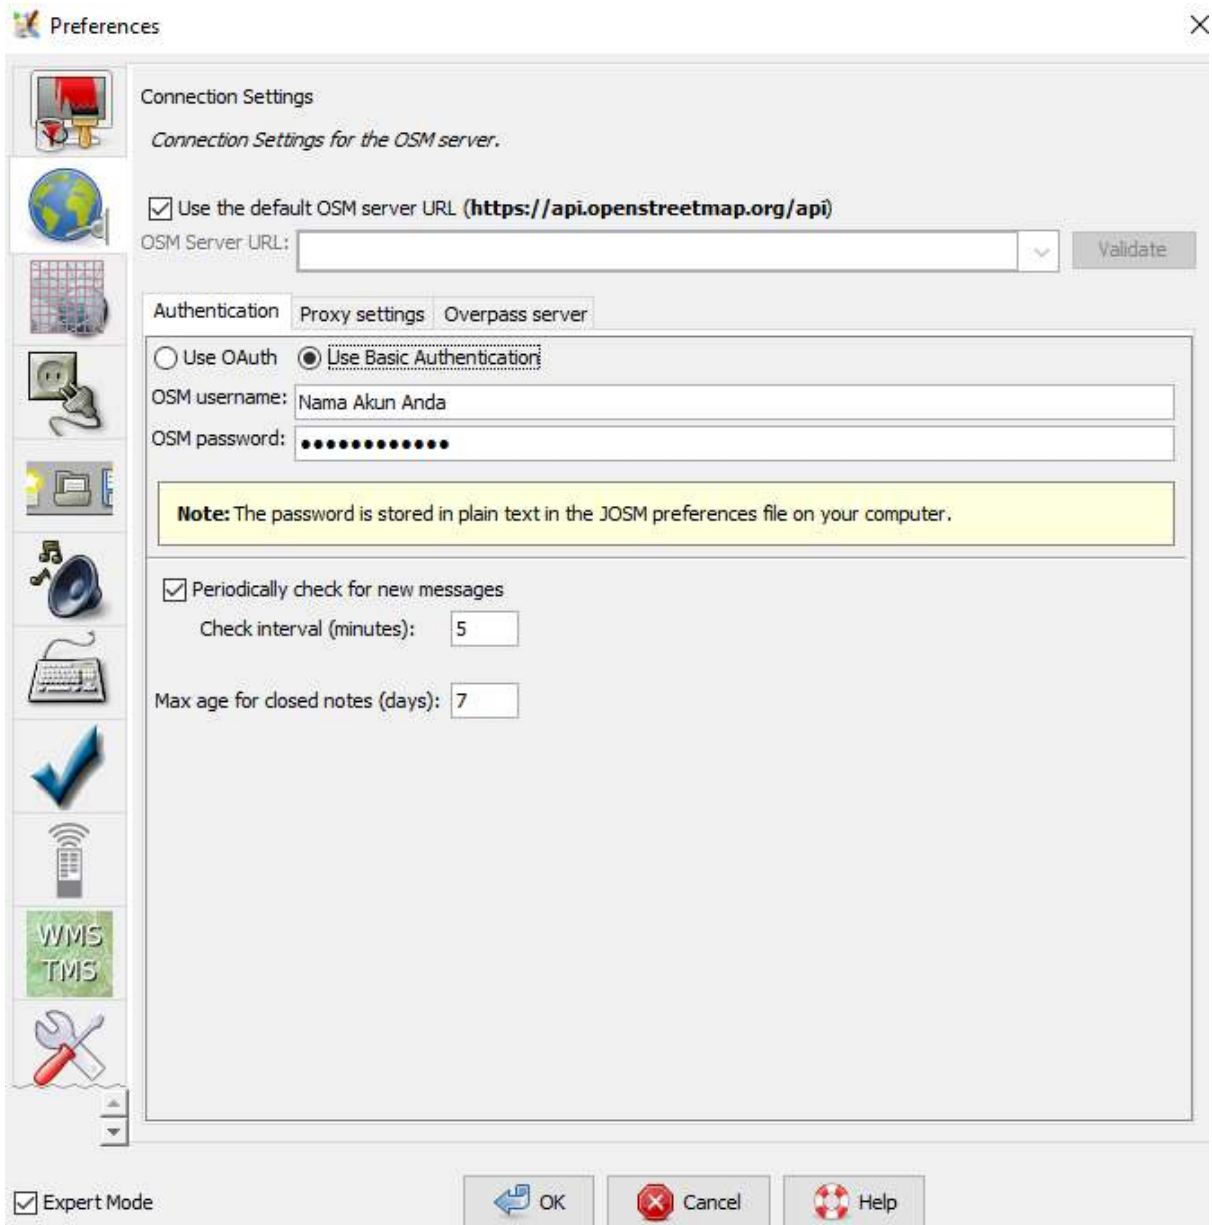 Preferences
Connection Settings
Connection Settings for the OSM server.
Use the default OSM server URL (https://api.openstreetmap.org/api)
OSM Server URL:
Validate
Authentication Proxy settings Overpass server
Use OAuth Use Basic Authentication
OSM username: Nama Akun Anda
OSM password: ●●●●●●●●●●●●
Note: The password is stored in plain text in the JOSM preferences file on your computer.
Periodically check for new messages
Check interval (minutes): 5
Max age for closed notes (days): 7
WMS
TMS
Expert Mode OK Cancel Help